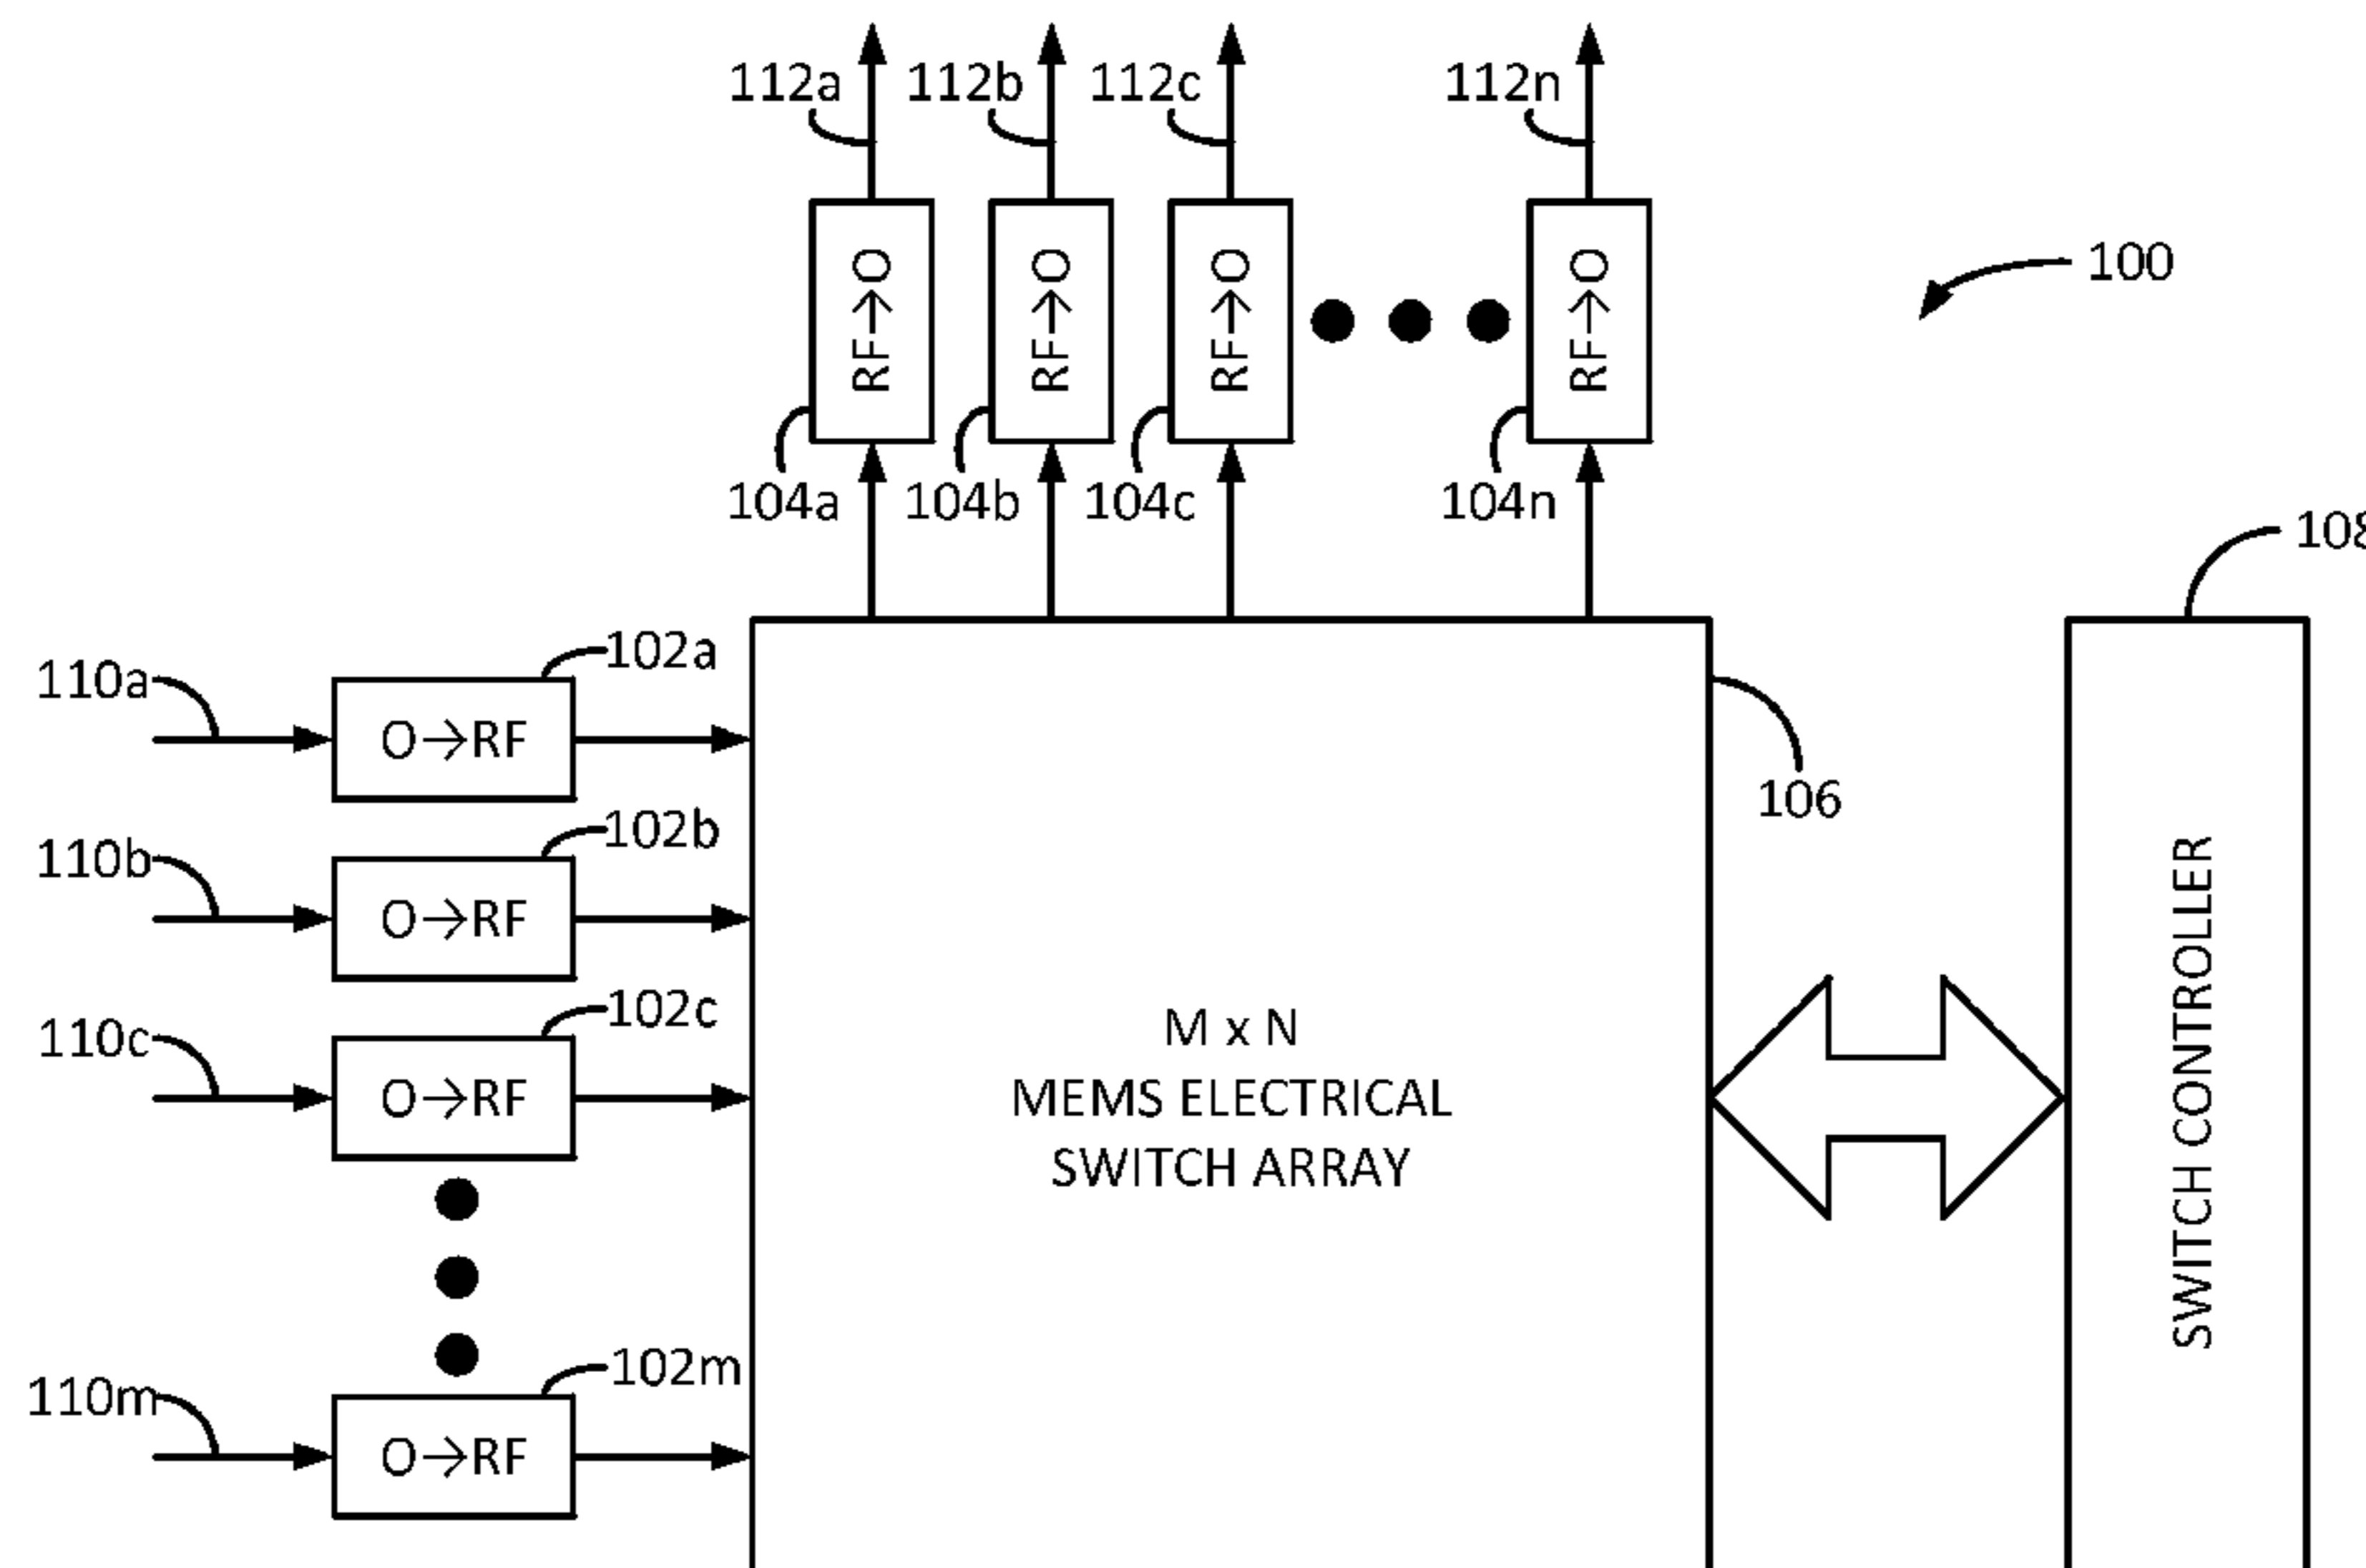 112a 112b 112c 112n
RF→O RF→O RF→O RF→O
100
104a 104b 104c 104n
108
102a
110a
O→RF
106
102b
110b
O→RF
102c
110c
O→RF
M x N
MEMS ELECTRICAL
SWITCH ARRAY
SWITCH CONTROLLER
102m
110m
O→RF